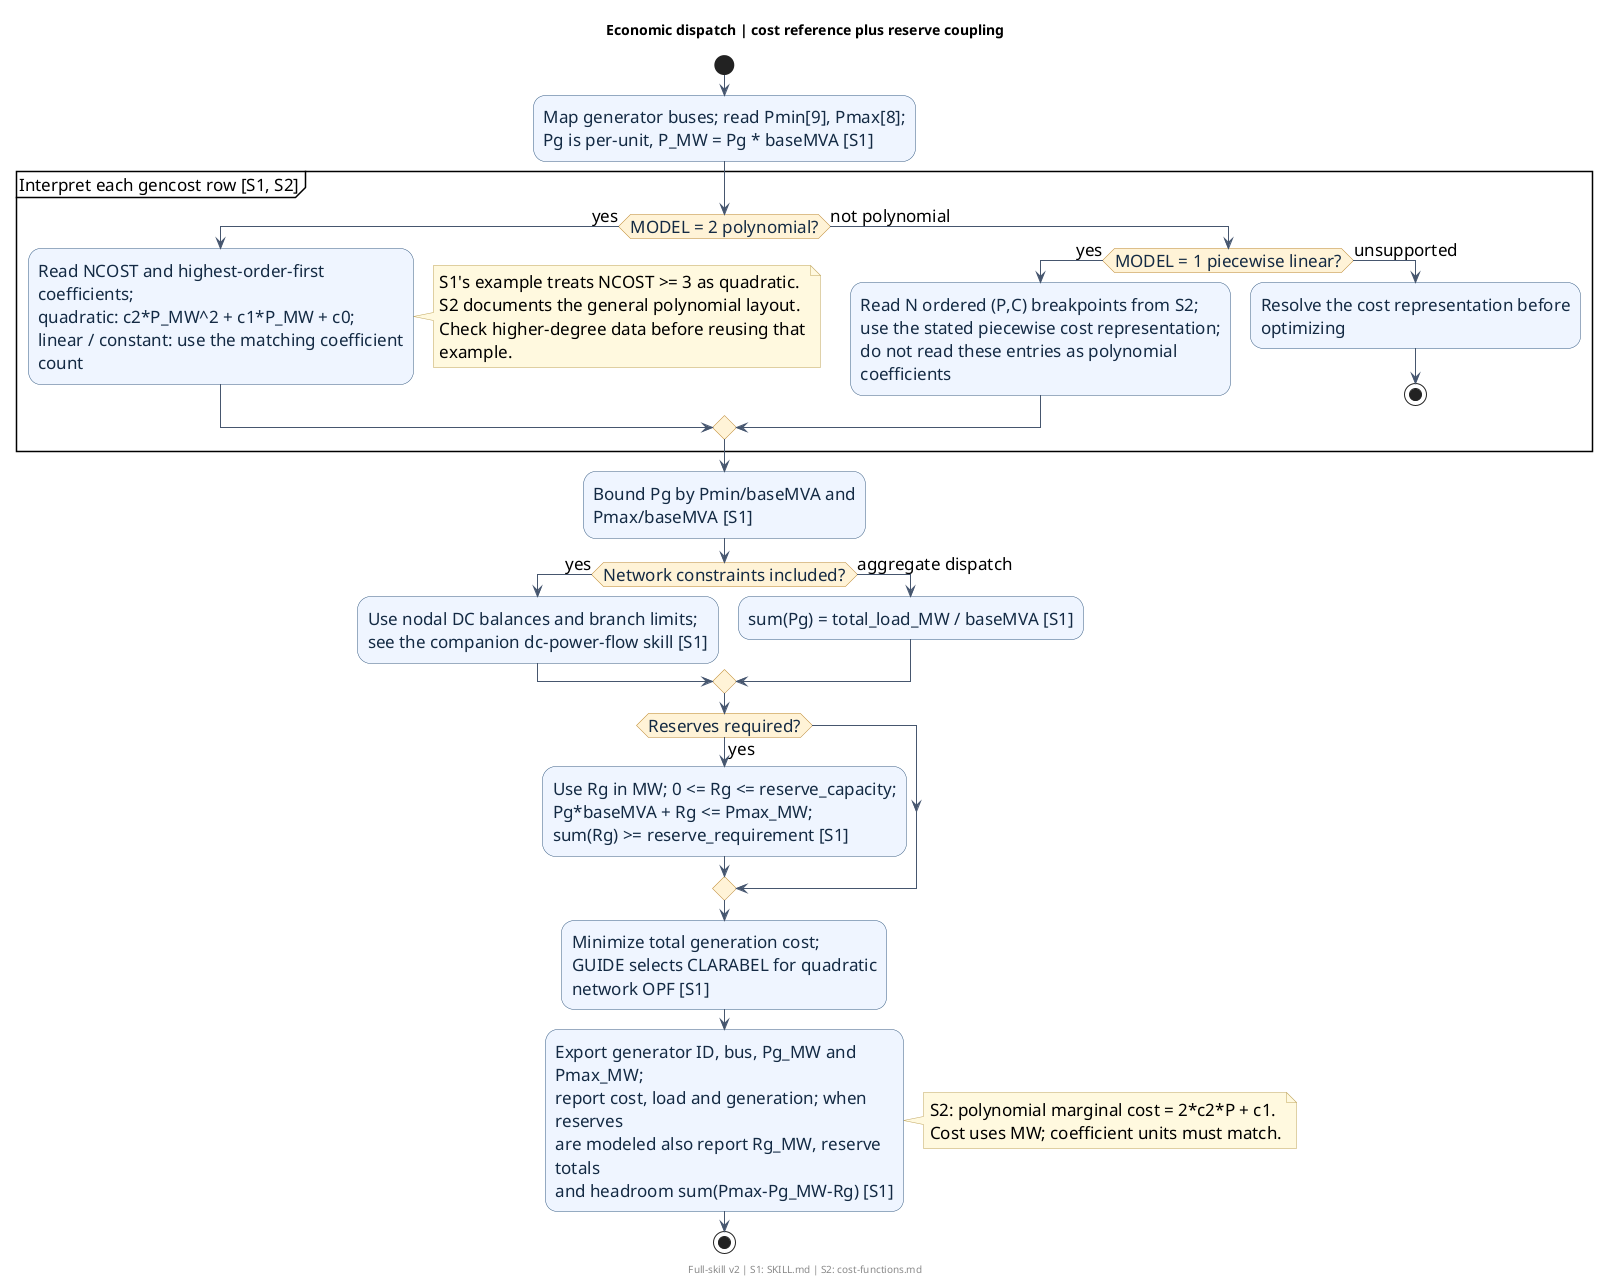 Economic dispatch | cost reference plus reserve coupling
Map generator buses; read Pmin[9], Pmax[8];
Pg is per-unit, P_MW = Pg * baseMVA [S1]
Interpret each gencost row [S1, S2]
yes
MODEL = 2 polynomial?
not polynomial
Read NCOST and highest-order-first
coefficients;
quadratic: c2*P_MW^2 + c1*P_MW + c0;
linear / constant: use the matching coefficient
count
S1's example treats NCOST >= 3 as quadratic.
S2 documents the general polynomial layout.
Check higher-degree data before reusing that
example.
yes
MODEL = 1 piecewise linear?
unsupported
Read N ordered (P,C) breakpoints from S2;
use the stated piecewise cost representation;
do not read these entries as polynomial
coefficients
Resolve the cost representation before
optimizing
Bound Pg by Pmin/baseMVA and
Pmax/baseMVA [S1]
yes
Network constraints included?
aggregate dispatch
Use nodal DC balances and branch limits;
see the companion dc-power-flow skill [S1]
sum(Pg) = total_load_MW / baseMVA [S1]
Reserves required?
yes
Use Rg in MW; 0 <= Rg <= reserve_capacity;
Pg*baseMVA + Rg <= Pmax_MW;
sum(Rg) >= reserve_requirement [S1]
Minimize total generation cost;
GUIDE selects CLARABEL for quadratic
network OPF [S1]
Export generator ID, bus, Pg_MW and
Pmax_MW;
report cost, load and generation; when
reserves
are modeled also report Rg_MW, reserve
totals
and headroom sum(Pmax-Pg_MW-Rg) [S1]
S2: polynomial marginal cost = 2*c2*P + c1.
Cost uses MW; coefficient units must match.
Full-skill v2 | S1: SKILL.md | S2: cost-functions.md